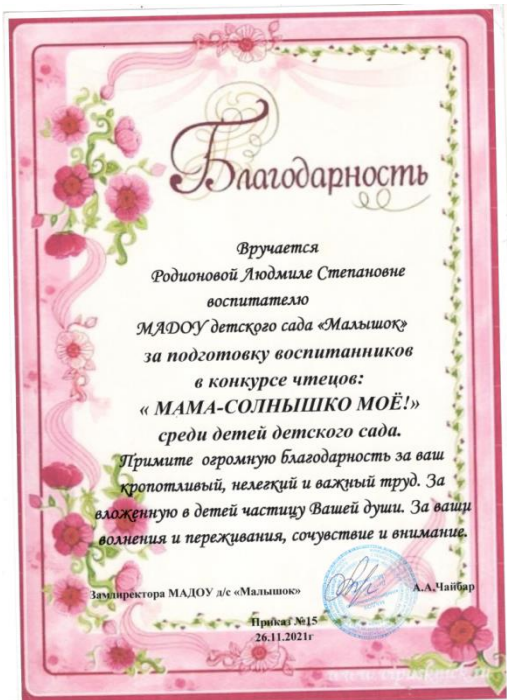 Благодарность
Вручается
Родионовой Людмиле Степановне
воспитателю
МАДОУ детского сада «Малышок»
за подготовку воспитанников
в конкурсе чтецов:
« МАМА-СОЛНЫШКО МОЁ!»
среди детей детского сада.
Примите огромную благодарность за ваш
кропотливый, нелегкий и важный труд. За
вложенную в детей частицу Вашей души. За ваши
волнения и переживания, сочувствие и внимание.
Замдиректора МАДОУ д/с «Малышок» А.А.Чайбар
Приказ №15
26.11.2021г